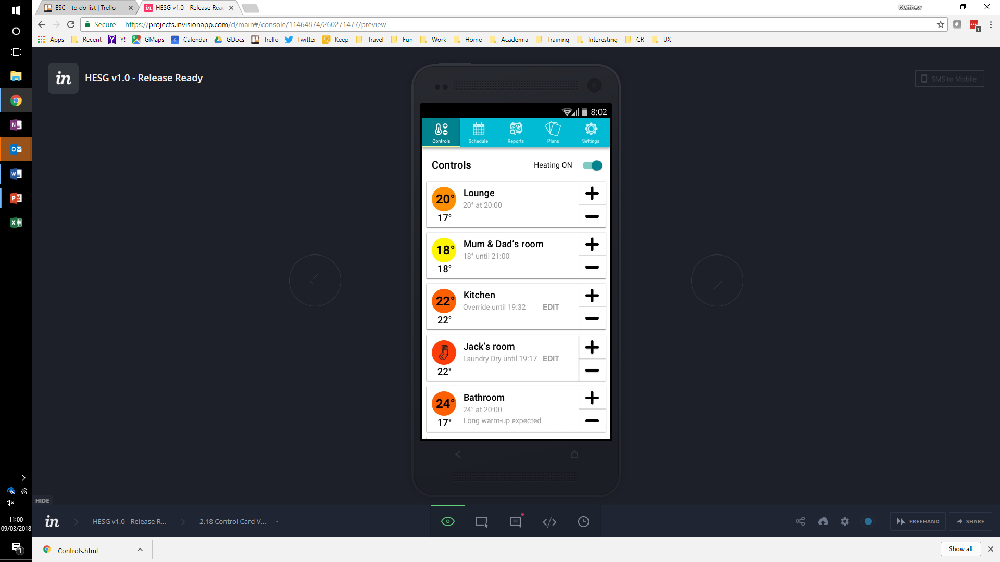 ESC - to do list | Trello
HESG v1.0 - Release Reac
Matthew
Secure
https://projects.invisionapp.com/d/main#/console/11464874/260271477/preview
1
Apps
Recent
Y!
GMaps
6
Calendar
GDocs
Trello
Twitter
Keep
Travel
Fun
Work
Home
Academia
Training
Interesting
CR
UX
in
HESG v1.0 - Release Ready
SMS to Mobile
8:02
Controls
Schedule
Reports
Plans
Settings
Controls
Heating ON
20°
Lounge
20° at 20:00
17°
18°
Mum & Dad’s room
18° until 21:00
18°
22°
Kitchen
Override until 19:32 EDIT
22°
Jack’s room
Laundry Dry until 19:17 EDIT
22°
24°
Bathroom
24° at 20:00
Long warm-up expected
17°
HIDE
in
HESG v1.0 - Release R...
2.18 Control Card V...
FREEHAND
SHARE
11:00
09/03/2018
1
Controls.html
Show all